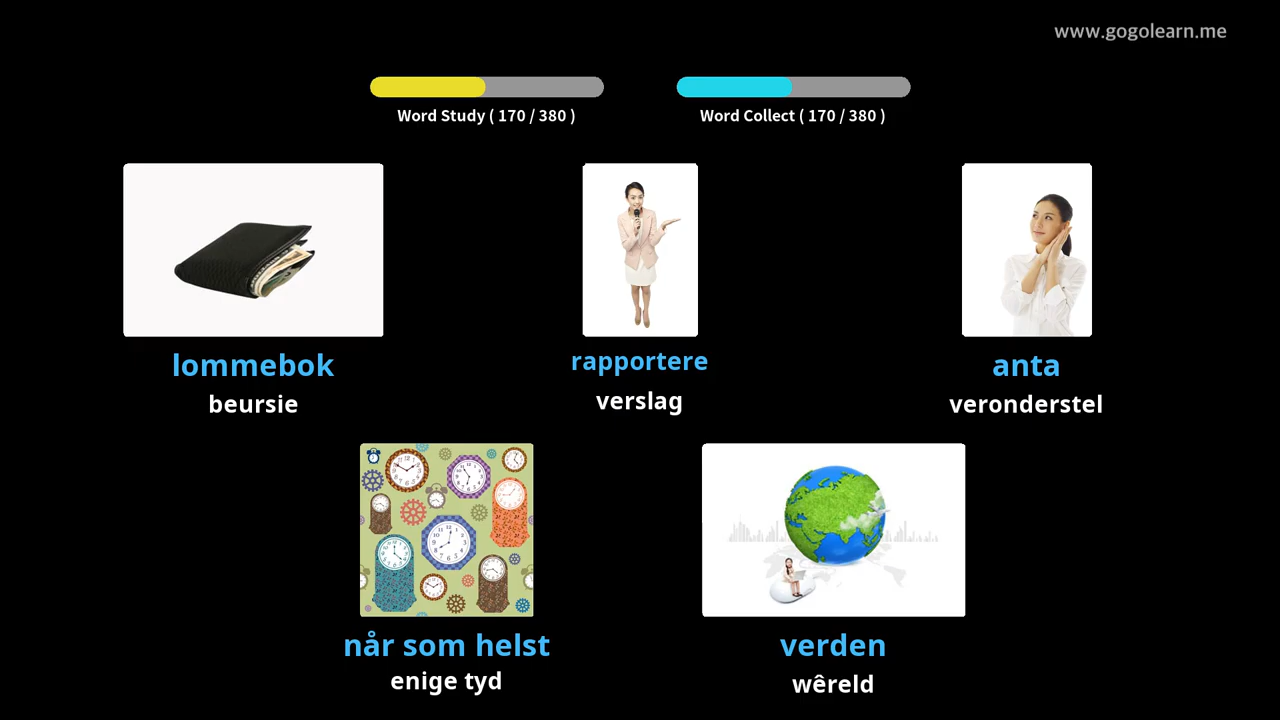 www.gogolearn.me
Word Study ( 170 / 380 )
Word Collect ( 170 / 380 )
lommebok
beursie
rapportere
verslag
anta
veronderstel
når som helst
enige tyd
verden
wêreld